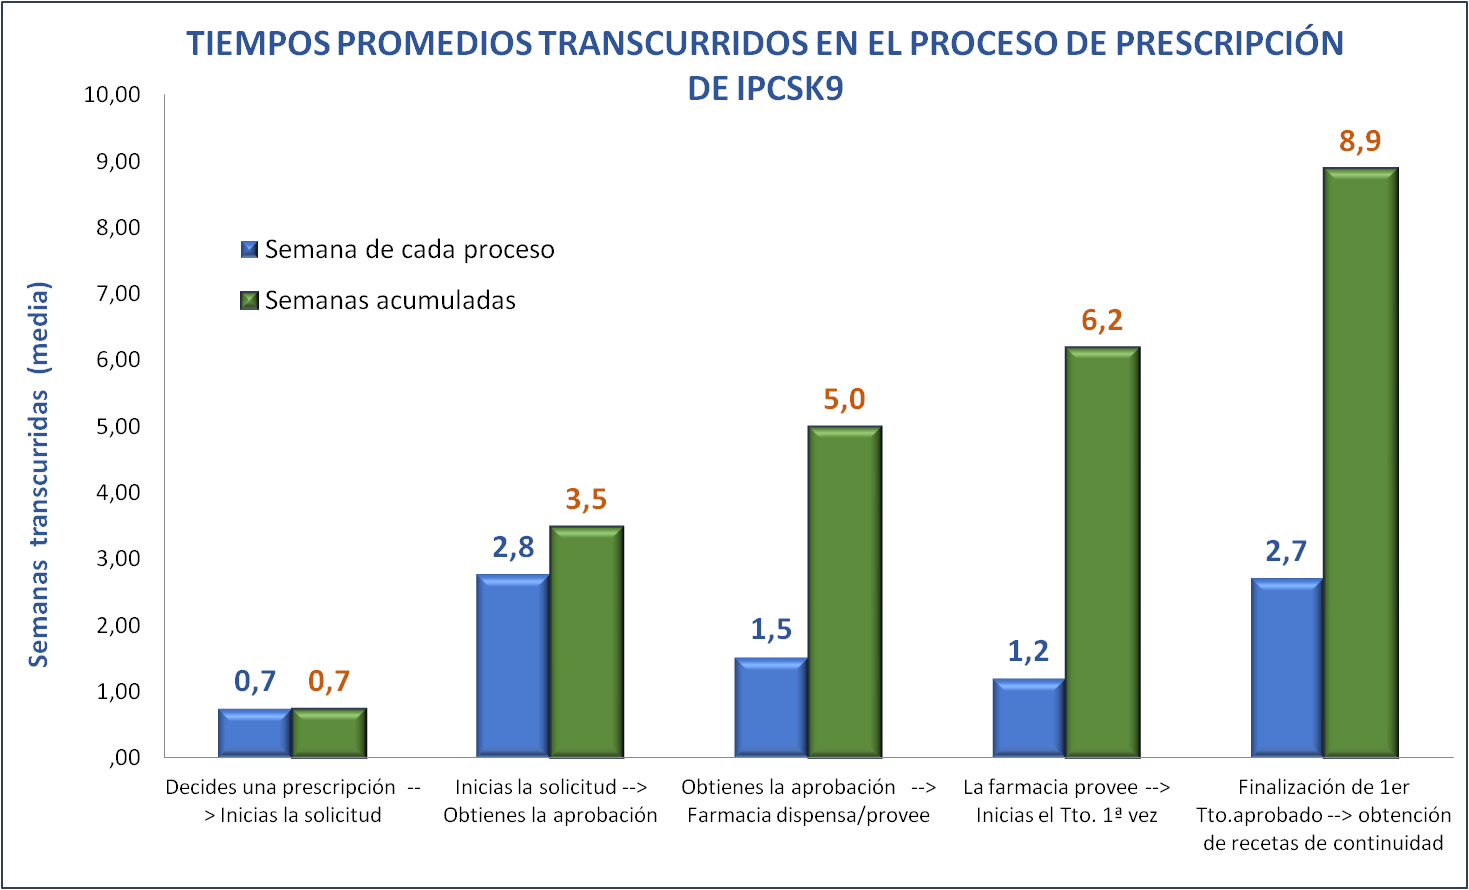 TIEMPOS PROMEDIOS TRANSCURRIDOS EN EL PROCESO DE PRESCRIPCIÓN
DE IPCSK9
10,00
9,00
8,00
7,00
6,00
5,00
4,00
3,00
2,00
1,00
,00
Semanas transcurridas (media)
Semana de cada proceso
Semanas acumuladas
0,7
0,7
2,8
3,5
1,5
5,0
1,2
6,2
2,7
8,9
Decides una prescripción --
> Inicias la solicitud
Inicias la solicitud -->
Obtienes la aprobación
Obtienes la aprobación -->
Farmacia dispensa/provee
La farmacia provee -->
Inicias el Tto. 1ª vez
Finalización de 1er
Tto.aprobado --> obtención
de recetas de continuidad